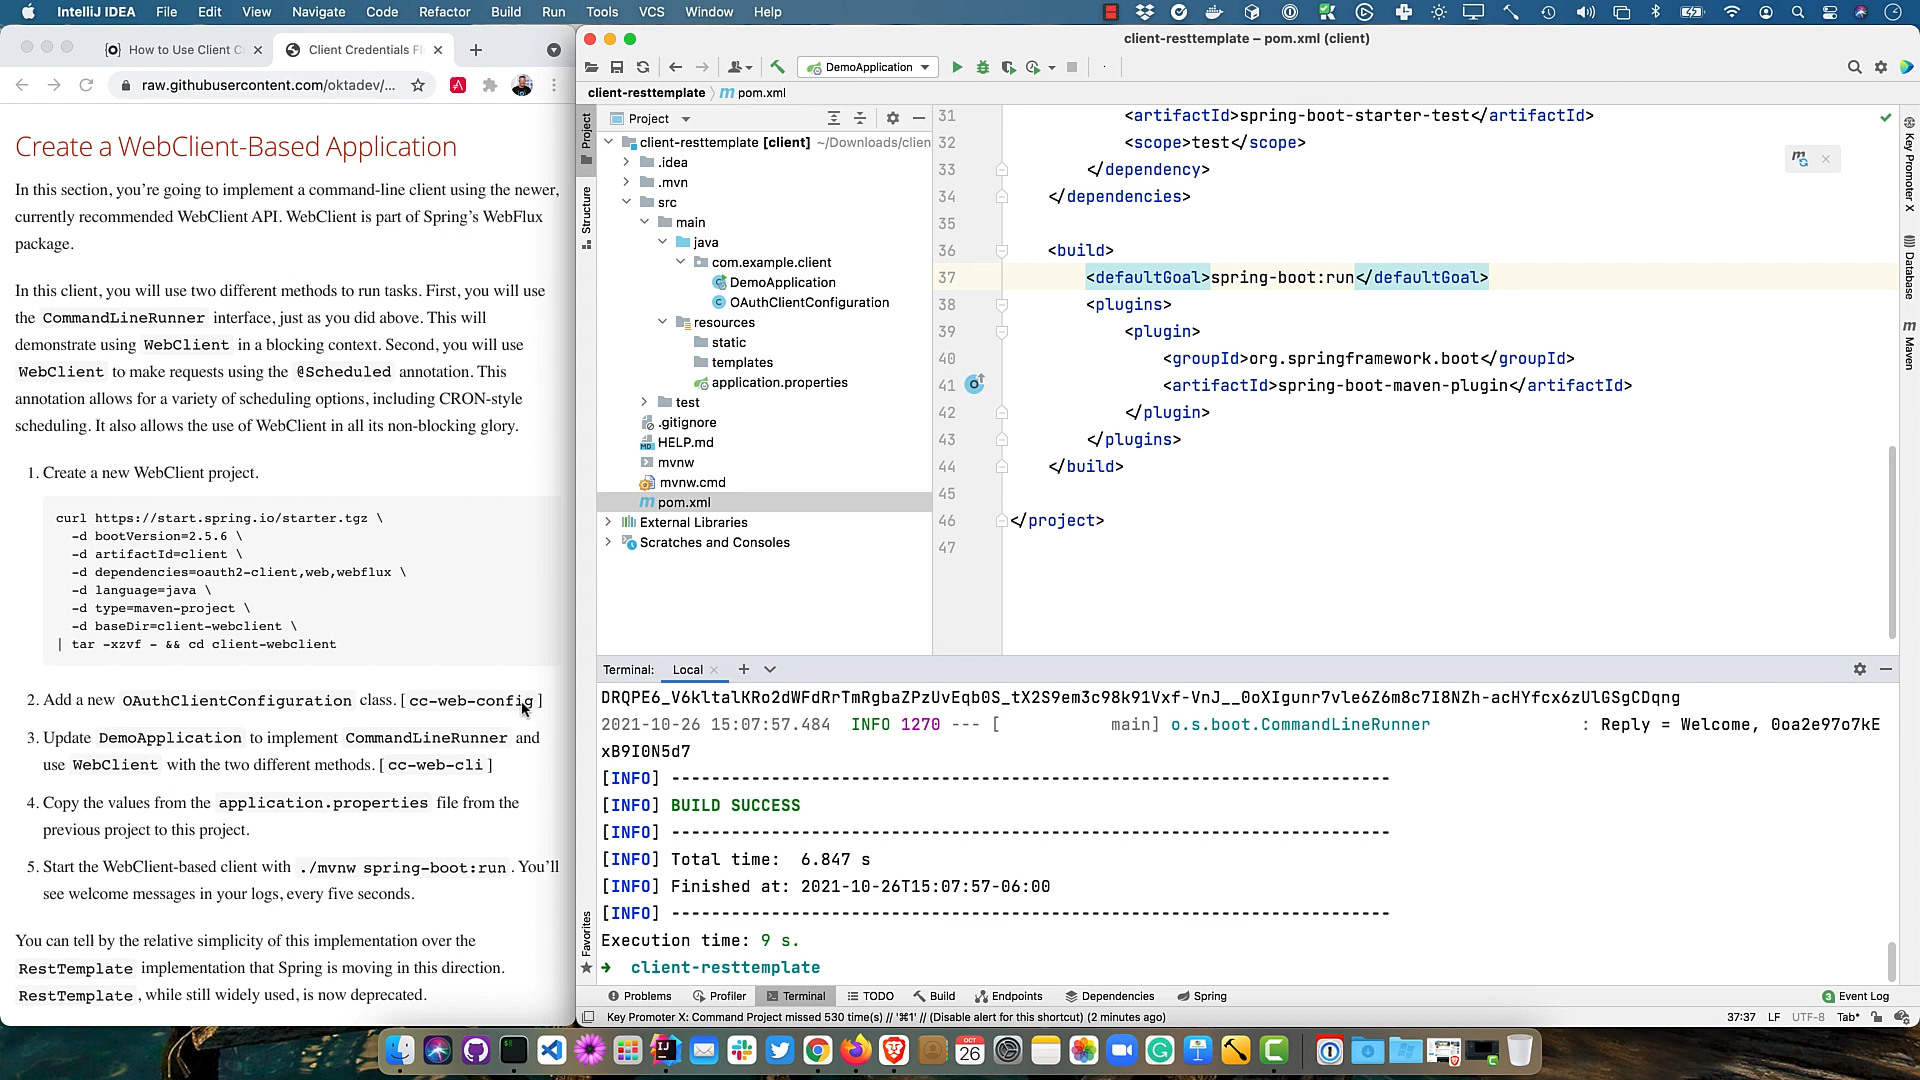 IntelliJ IDEA File Edit View Navigate Code Refactor Build Run Tools VCS Window Help
How to Use Client C
Client Credentials Fl
client-resttemplate – pom.xml (client)
raw.githubusercontent.com/oktadev/...
DemoApplication
client-resttemplate
pom.xml
Create a WebClient-Based Application
In this section, you're going to implement a command-line client using the newer,
currently recommended WebClient API. WebClient is part of Spring's WebFlux
package.
In this client, you will use two different methods to run tasks. First, you will use
the CommandLineRunner interface, just as you did above. This will
demonstrate using WebClient in a blocking context. Second, you will use
WebClient to make requests using the @Scheduled annotation. This
annotation allows for a variety of scheduling options, including CRON-style
scheduling. It also allows the use of WebClient in all its non-blocking glory.
1. Create a new WebClient project.
curl https://start.spring.io/starter.tgz \
-d bootVersion=2.5.6 \
-d artifactId=client \
-d dependencies=oauth2-client,web,webflux \
-d language=java \
-d type=maven-project \
-d baseDir=client-webclient \
| tar -xzvf - && cd client-webclient
2. Add a new OAuthClientConfiguration class. [ cc-web-config ]
3. Update DemoApplication to implement CommandLineRunner and
use WebClient with the two different methods. [ cc-web-cli ]
4. Copy the values from the application.properties file from the
previous project to this project.
5. Start the WebClient-based client with ./mvnw spring-boot:run . You'll
see welcome messages in your logs, every five seconds.
You can tell by the relative simplicity of this implementation over the
RestTemplate implementation that Spring is moving in this direction.
RestTemplate , while still widely used, is now deprecated.
Project
Structure
Favorites
Project
client-resttemplate [client] ~/Downloads/clien
.idea
.mvn
src
main
java
com.example.client
DemoApplication
OAuthClientConfiguration
resources
static
templates
application.properties
test
.gitignore
HELP.md
mvnw
mvnw.cmd
pom.xml
External Libraries
Scratches and Consoles
31 <artifactId>spring-boot-starter-test</artifactId>
32 <scope>test</scope>
33 </dependency>
34 </dependencies>
35
36 <build>
37 <defaultGoal>spring-boot:run</defaultGoal>
38 <plugins>
39 <plugin>
40 <groupId>org.springframework.boot</groupId>
41 <artifactId>spring-boot-maven-plugin</artifactId>
42 </plugin>
43 </plugins>
44 </build>
45
46 </project>
47
Key Promoter X
Database
Maven
Terminal: Local
DRQPE6_V6kltalKRo2dWFdRrTmRgbaZPzUvEqb0S_tX2S9em3c98k91Vxf-VnJ__0oXIgunr7vle6Z6m8c7I8NZh-acHYfcx6zUlGSgCDqng
2021-10-26 15:07:57.484 INFO 1270 --- [ main] o.s.boot.CommandLineRunner : Reply = Welcome, 0oa2e97o7kE
xB9I0N5d7
[INFO] ------------------------------------------------------------------------
[INFO] BUILD SUCCESS
[INFO] ------------------------------------------------------------------------
[INFO] Total time: 6.847 s
[INFO] Finished at: 2021-10-26T15:07:57-06:00
[INFO] ------------------------------------------------------------------------
Execution time: 9 s.
➜ client-resttemplate
Problems Profiler Terminal TODO Build Endpoints Dependencies Spring 3 Event Log
Key Promoter X: Command Project missed 530 time(s) // '⌘1' // (Disable alert for this shortcut) (2 minutes ago)
37:37 LF UTF-8 Tab*
OCT
26